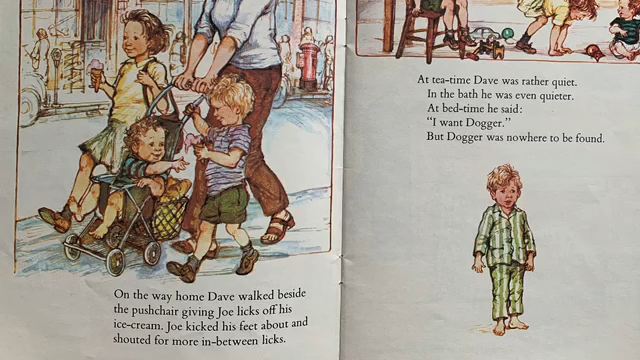 On the way home Dave walked beside
the pushchair giving Joe licks off his
ice-cream. Joe kicked his feet about and
shouted for more in-between licks.
At tea-time Dave was rather quiet.
In the bath he was even quieter.
At bed-time he said:
“I want Dogger.”
But Dogger was nowhere to be found.